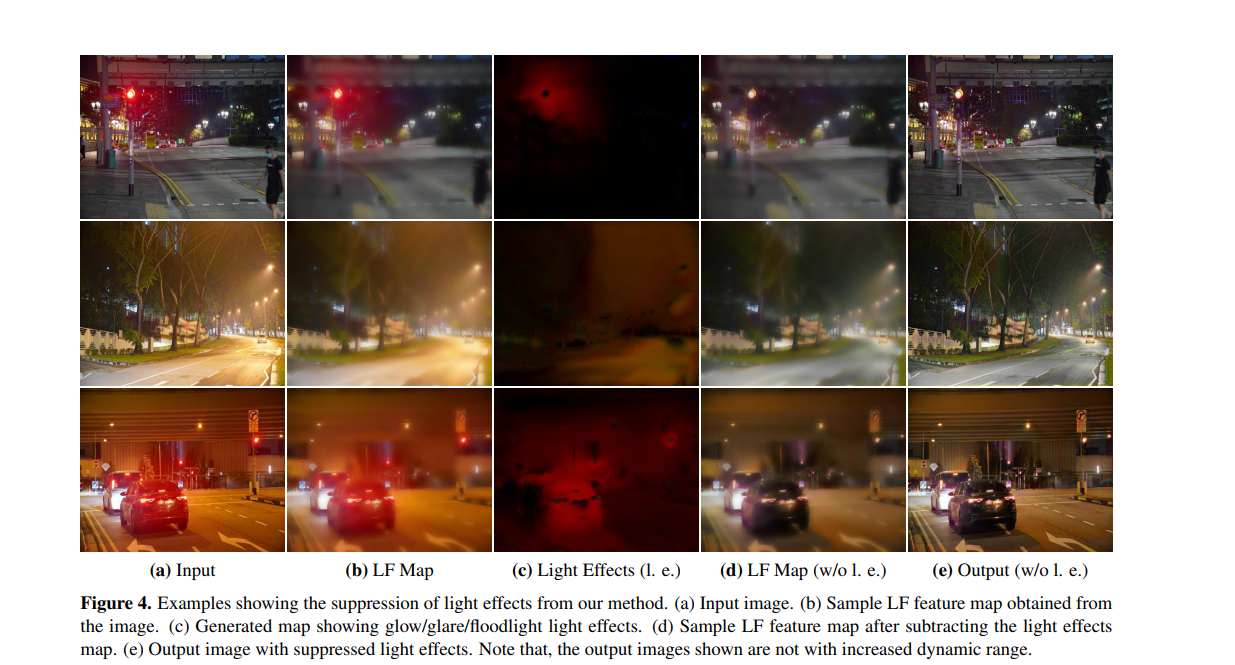 (a) Input (b) LF Map (c) Light Effects (l. e.) (d) LF Map (w/o l. e.) (e) Output (w/o l. e.)
Figure 4. Examples showing the suppression of light effects from our method. (a) Input image. (b) Sample LF feature map obtained from
the image. (c) Generated map showing glow/glare/floodlight light effects. (d) Sample LF feature map after subtracting the light effects
map. (e) Output image with suppressed light effects. Note that, the output images shown are not with increased dynamic range.